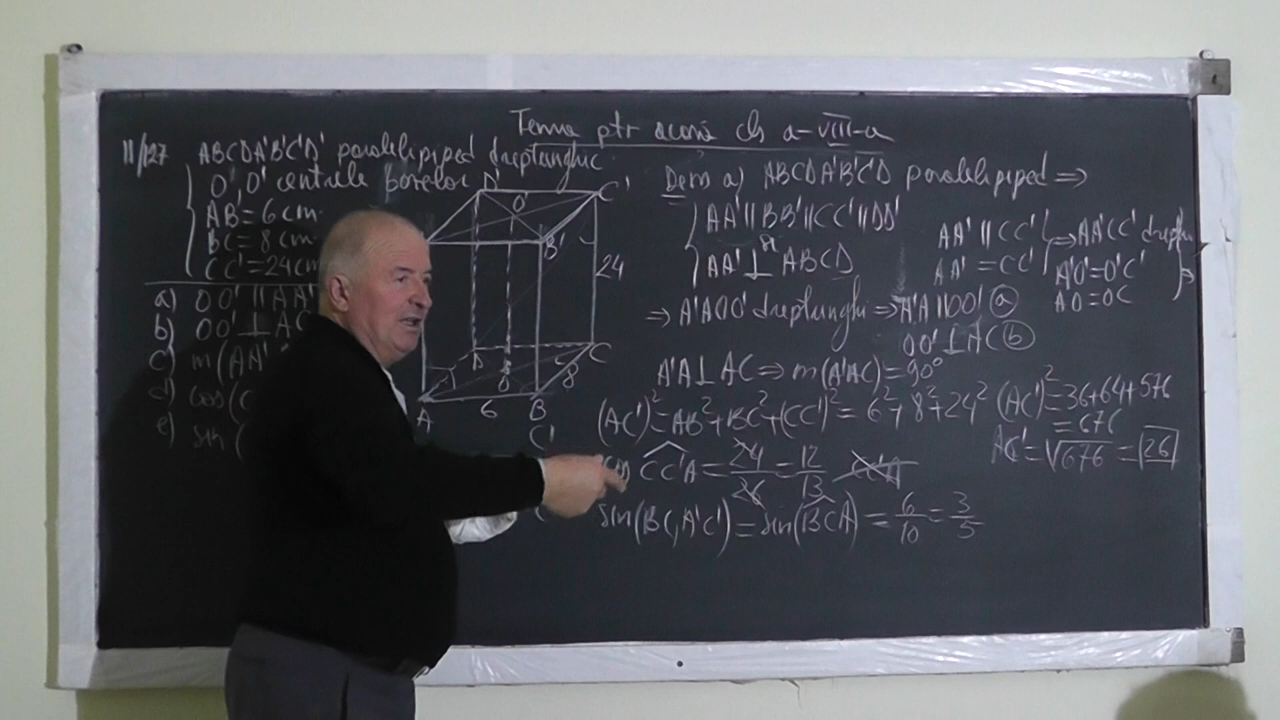 Tema ptr acasă cls a-VIII-a
11/127 ABCDA'B'C'D' paralelipiped dreptunghic
O, O' centrele bazelor
AB=6cm
BC=8cm
CC'=24cm
a) OO' || AA'
b) OO' ⊥ AC
c) m(AA'
d) cos(C
e) sin(
D'
C'
O'
B'
24
D
C
O
8
A
6
B
Dem a) ABCDA'B'C'D' paralelipiped ⇒
AA' || BB' || CC' || DD'
AA' ⊥ ABCD
AA' || CC'
AA' = CC'
⇒ AA'CC' dreptunghi
A'O'=O'C'
AO=OC
⇒ A'AOO' dreptunghi ⇒ A'A || OO' (a)
OO' ⊥ AC (b)
A'A ⊥ AC ⇒ m(A'AC)=90°
(AC')²=AB²+BC²+(CC')²= 6²+8²+24²
(AC')²=36+64+576
=676
AC'=√676=26
C'
CC'A = 24/26 = 12/13
sin(BC,A'C')=sin(BCA)=6/10=3/5